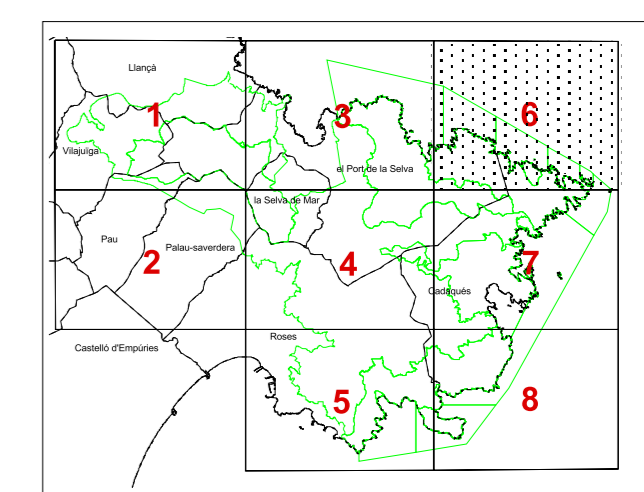 Llançà
1
3
6
Vilajuïga
el Port de la Selva
la Selva de Mar
Pau
Palau-saverdera
2
4
7
Cadaqués
Roses
Castelló d'Empúries
5
8